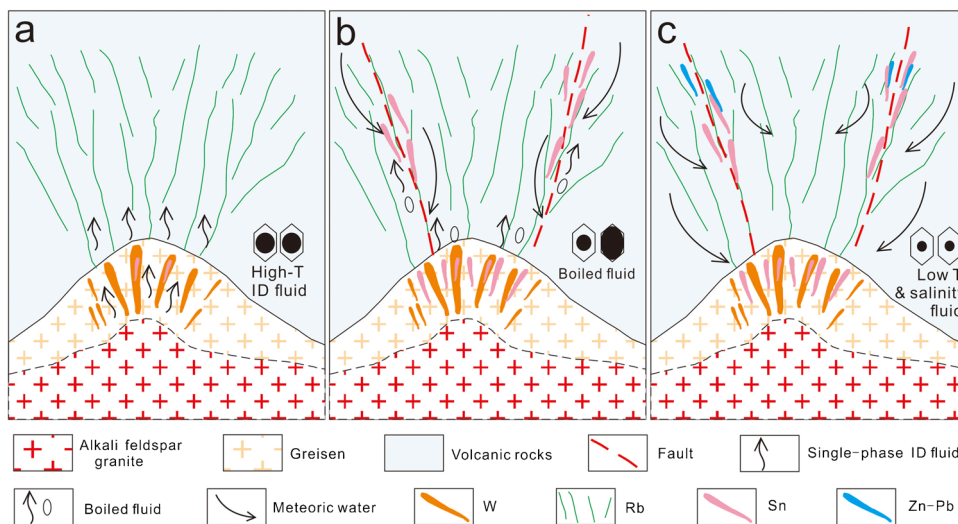 a
b
c
High-T
ID fluid
Boiled fluid
Low T
& salinit
fluid
Alkali feldspar
granite
Greisen
Volcanic rocks
Fault
Single-phase ID fluid
Boiled fluid
Meteoric water
W
Rb
Sn
Zn-Pb